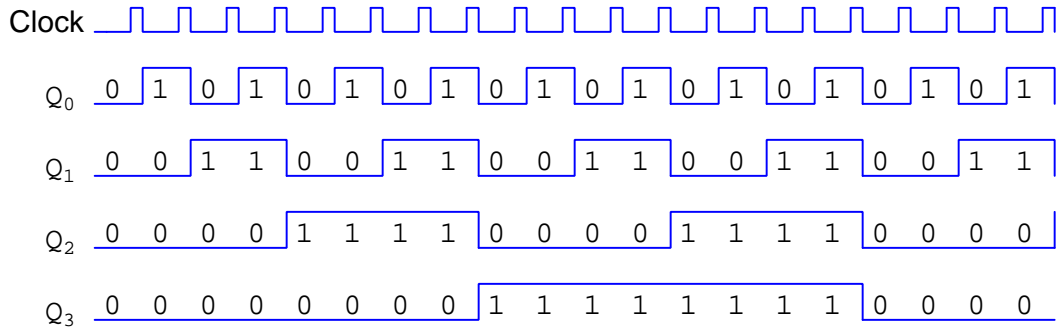 Clock
Q0 0 1 0 1 0 1 0 1 0 1 0 1 0 1 0 1 0 1 0 1
Q1 0 0 1 1 0 0 1 1 0 0 1 1 0 0 1 1 0 0 1 1
Q2 0 0 0 0 1 1 1 1 0 0 0 0 1 1 1 1 0 0 0 0
Q3 0 0 0 0 0 0 0 0 1 1 1 1 1 1 1 1 0 0 0 0